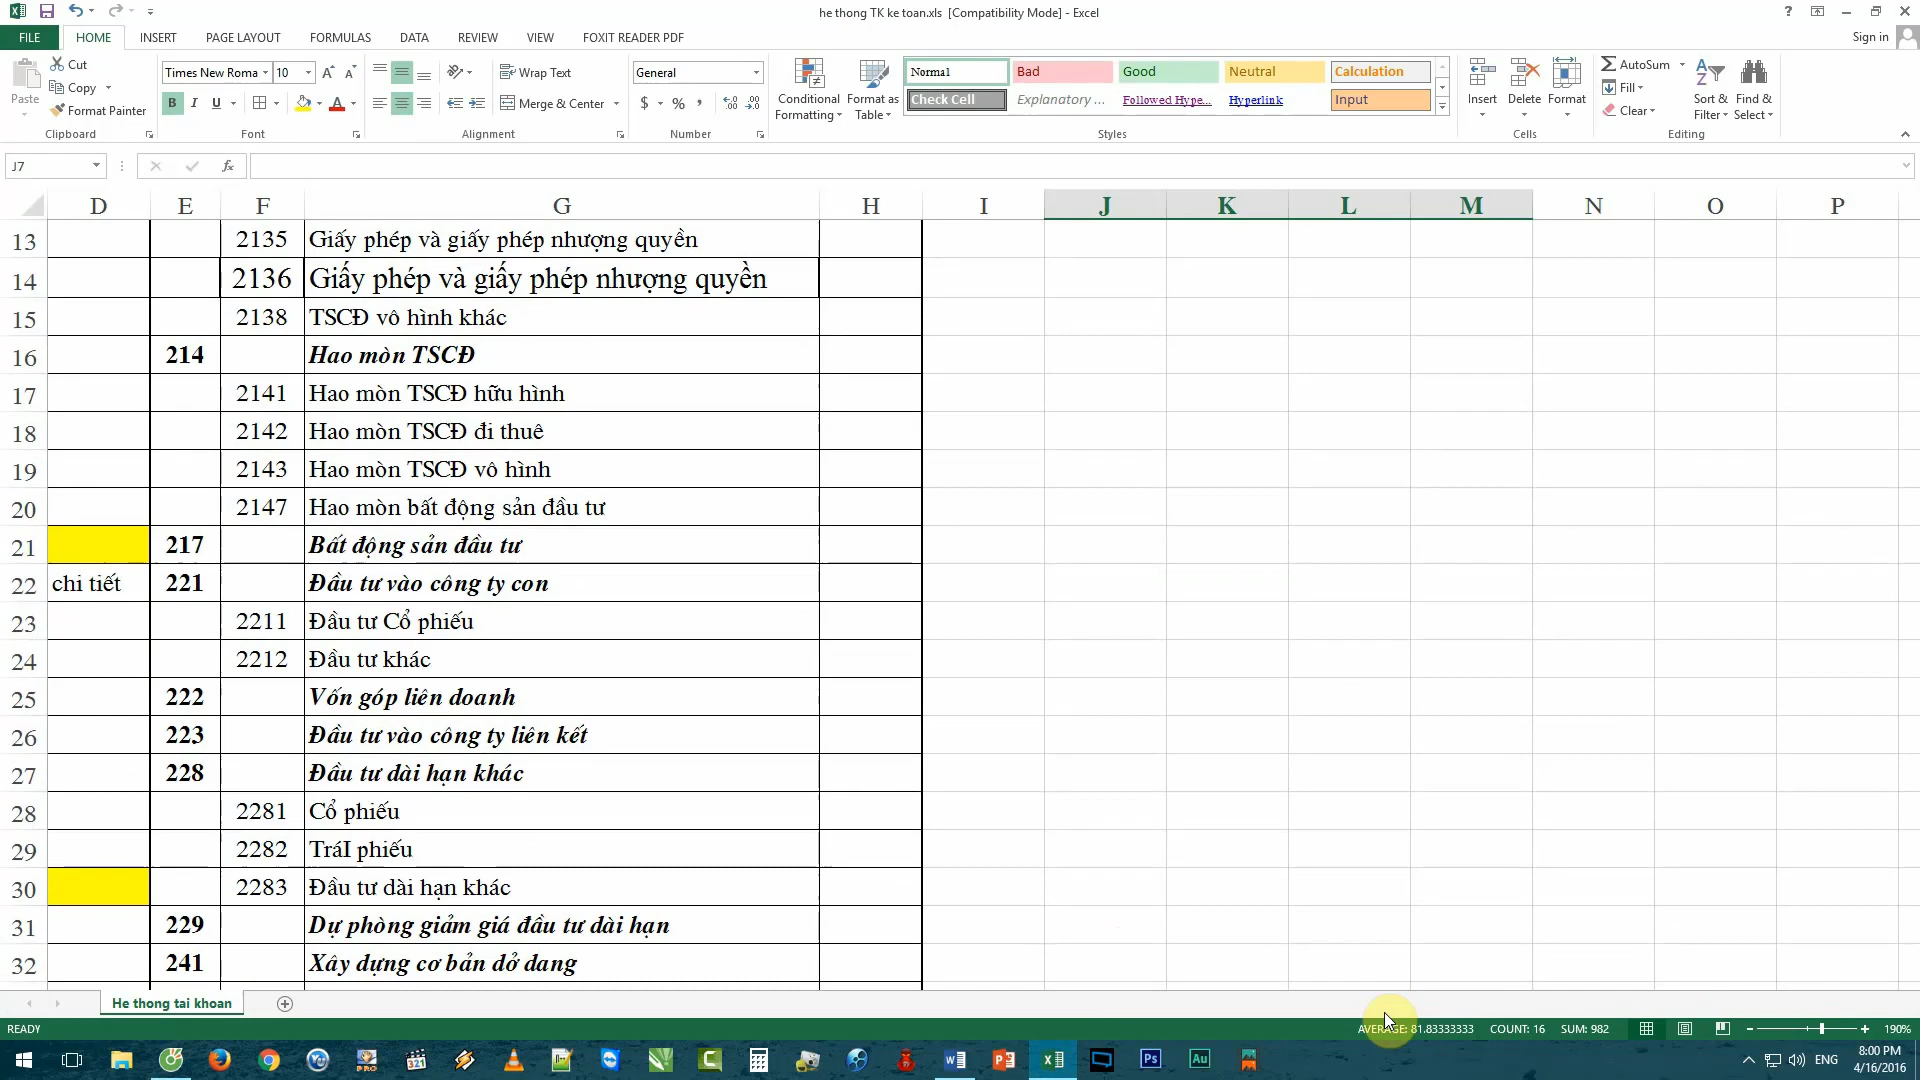 he thong TK ke toan.xls [Compatibility Mode] - Excel
FILE HOME INSERT PAGE LAYOUT FORMULAS DATA REVIEW VIEW FOXIT READER PDF Sign in
Cut
Copy
Format Painter
Paste
Clipboard
Times New Roma 10
B I U
Font
Wrap Text
Merge & Center
Alignment
General
$ % ,
Number
Conditional Formatting
Format as Table
Normal Bad Good Neutral Calculation
Check Cell Explanatory ... Followed Hype... Hyperlink Input
Styles
Insert Delete Format
Cells
AutoSum
Fill
Clear
Sort & Filter
Find & Select
Editing
J7
fx
D E F G H I J K L M N O P
13 2135 Giấy phép và giấy phép nhượng quyền
14 2136 Giấy phép và giấy phép nhượng quyền
15 2138 TSCĐ vô hình khác
16 214 Hao mòn TSCĐ
17 2141 Hao mòn TSCĐ hữu hình
18 2142 Hao mòn TSCĐ đi thuê
19 2143 Hao mòn TSCĐ vô hình
20 2147 Hao mòn bất động sản đầu tư
21 217 Bất động sản đầu tư
22 chi tiết 221 Đầu tư vào công ty con
23 2211 Đầu tư Cổ phiếu
24 2212 Đầu tư khác
25 222 Vốn góp liên doanh
26 223 Đầu tư vào công ty liên kết
27 228 Đầu tư dài hạn khác
28 2281 Cổ phiếu
29 2282 TráI phiếu
30 2283 Đầu tư dài hạn khác
31 229 Dự phòng giảm giá đầu tư dài hạn
32 241 Xây dựng cơ bản dở dang
He thong tai khoan
READY AVERAGE: 81.83333333 COUNT: 16 SUM: 982 190%
ENG
8:00 PM
4/16/2016